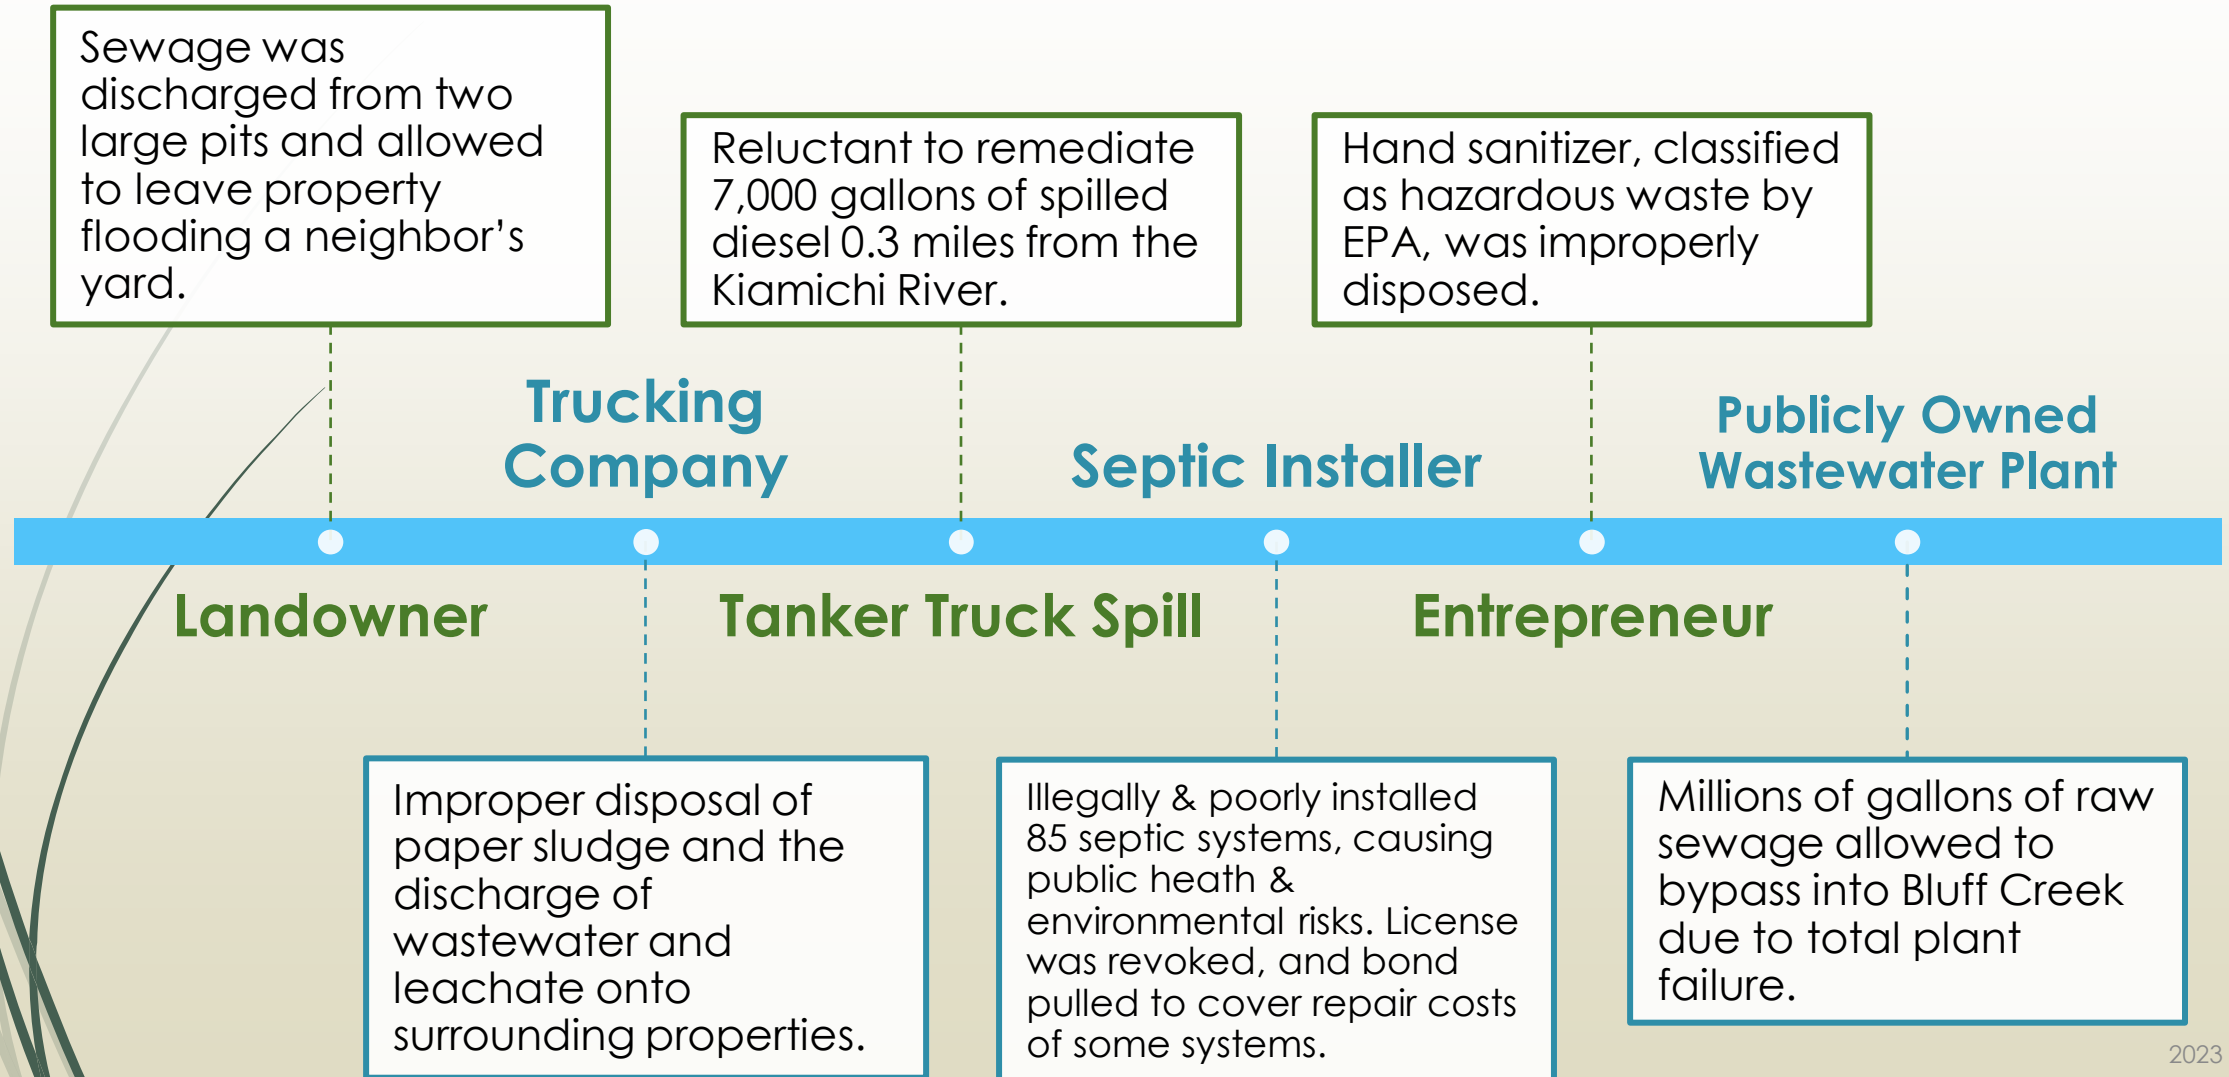 Sewage was
discharged from two
large pits and allowed
to leave property
flooding a neighbor’s
yard.
Landowner
Trucking
Company
Improper disposal of
paper sludge and the
discharge of
wastewater and
leachate onto
surrounding properties.
Reluctant to remediate
7,000 gallons of spilled
diesel 0.3 miles from the
Kiamichi River.
Tanker Truck Spill
Septic Installer
Illegally & poorly installed
85 septic systems, causing
public heath &
environmental risks. License
was revoked, and bond
pulled to cover repair costs
of some systems.
Hand sanitizer, classified
as hazardous waste by
EPA, was improperly
disposed.
Entrepreneur
Publicly Owned
Wastewater Plant
Millions of gallons of raw
sewage allowed to
bypass into Bluff Creek
due to total plant
failure.
2023